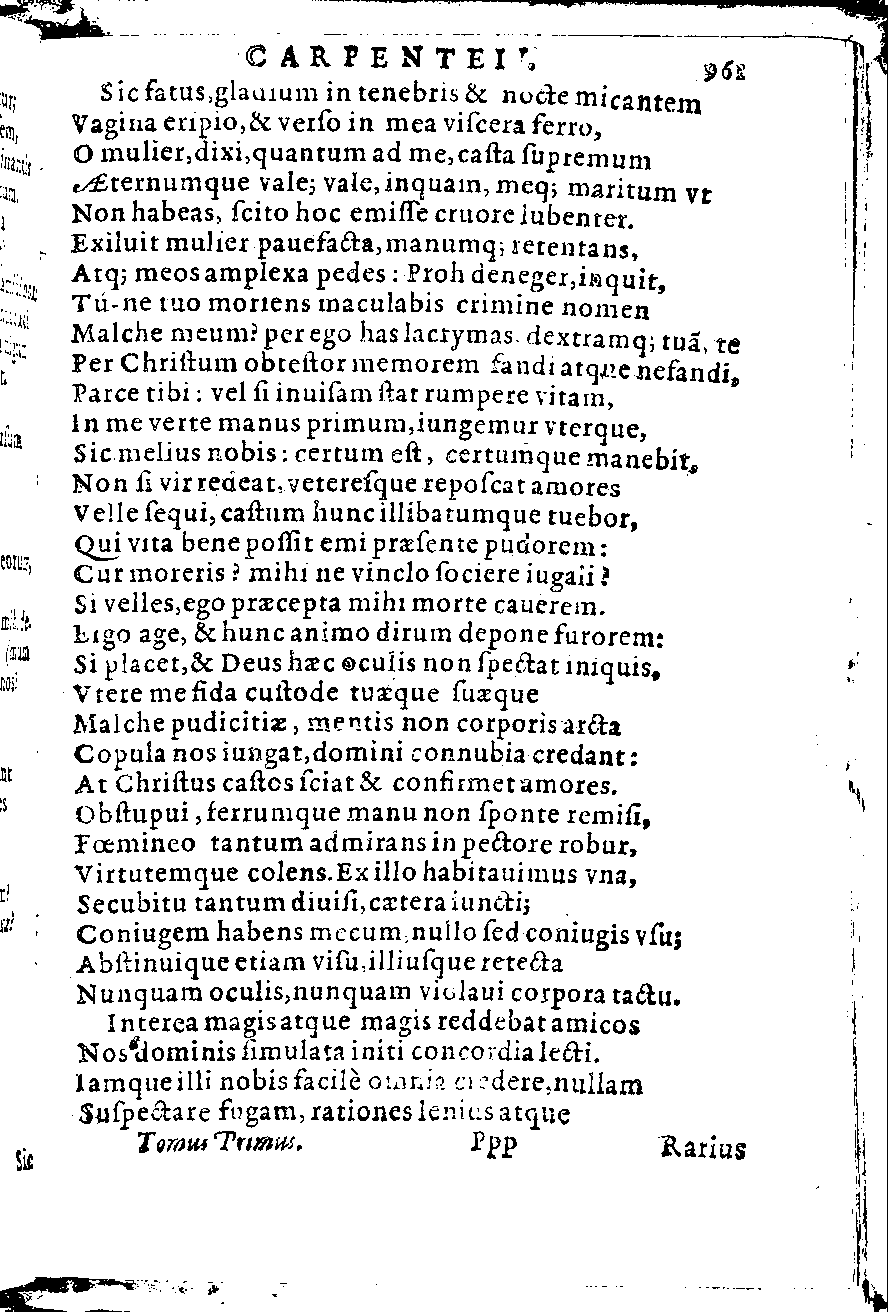 CARPENTEI
962
Sic fatus,gladium in tenebris & nocte micantem
Vagina eripio,& verſo in mea viſcera ferro,
O mulier,dixi,quantum ad me,caſta ſupremum
Æternumque vale; vale,inquam, meq; maritum vt
Non habeas, ſcito hoc emiſſe cruore lubenter.
Exiluit mulier pauefacta,manumq; retentans,
Atq; meos amplexa pedes : Proh deneger,inquit,
Tú-ne tuo moriens maculabis crimine nomen
Malche meum? per ego has lacrymas, dextramq; tuã, te
Per Chriſtum obteſtor memorem fandi atque nefandi,
Parce tibi : vel ſi inuiſam ſtat rumpere vitam,
In me verte manus primum,iungemur vterque,
Sic melius nobis : certum eſt, certumque manebit,
Non ſi vir redeat,vetereſque repoſcat amores
Velle ſequi,caſtum hunc illibatumque tuebor,
Qui vita bene poſſit emi præſente pudorem:
Cur moreris ? mihi ne vinclo ſociere iugali ?
Si velles,ego præcepta mihi morte cauerem.
Ergo age, & hunc animo dirum depone furorem:
Si placet,& Deus hæc oculis non ſpectat iniquis,
Vtere me fida cuſtode tuæque ſuæque
Malche pudicitiæ, mentis non corporis arcta
Copula nos iungat,domini connubia credant:
At Chriſtus caſtos ſciat & confirmet amores.
Obſtupui,ferrumque manu non ſponte remiſi,
Fœmineo tantum admirans in pectore robur,
Virtutemque colens.Ex illo habitauimus vna,
Secubitu tantum diuiſi,cætera iuncti;
Coniugem habens mecum,nullo ſed coniugis vſu;
Abſtinuique etiam viſu,illiuſque retecta
Nunquam oculis,nunquam violaui corpora tactu.
Interea magis atque magis reddebat amicos
Nos dominis ſimulata initi concordia lecti.
Iamque illi nobis facilè omnia credere,nullam
Suſpectare fugam, rationes lenius atque
Tomus Primus. Ppp Rarius